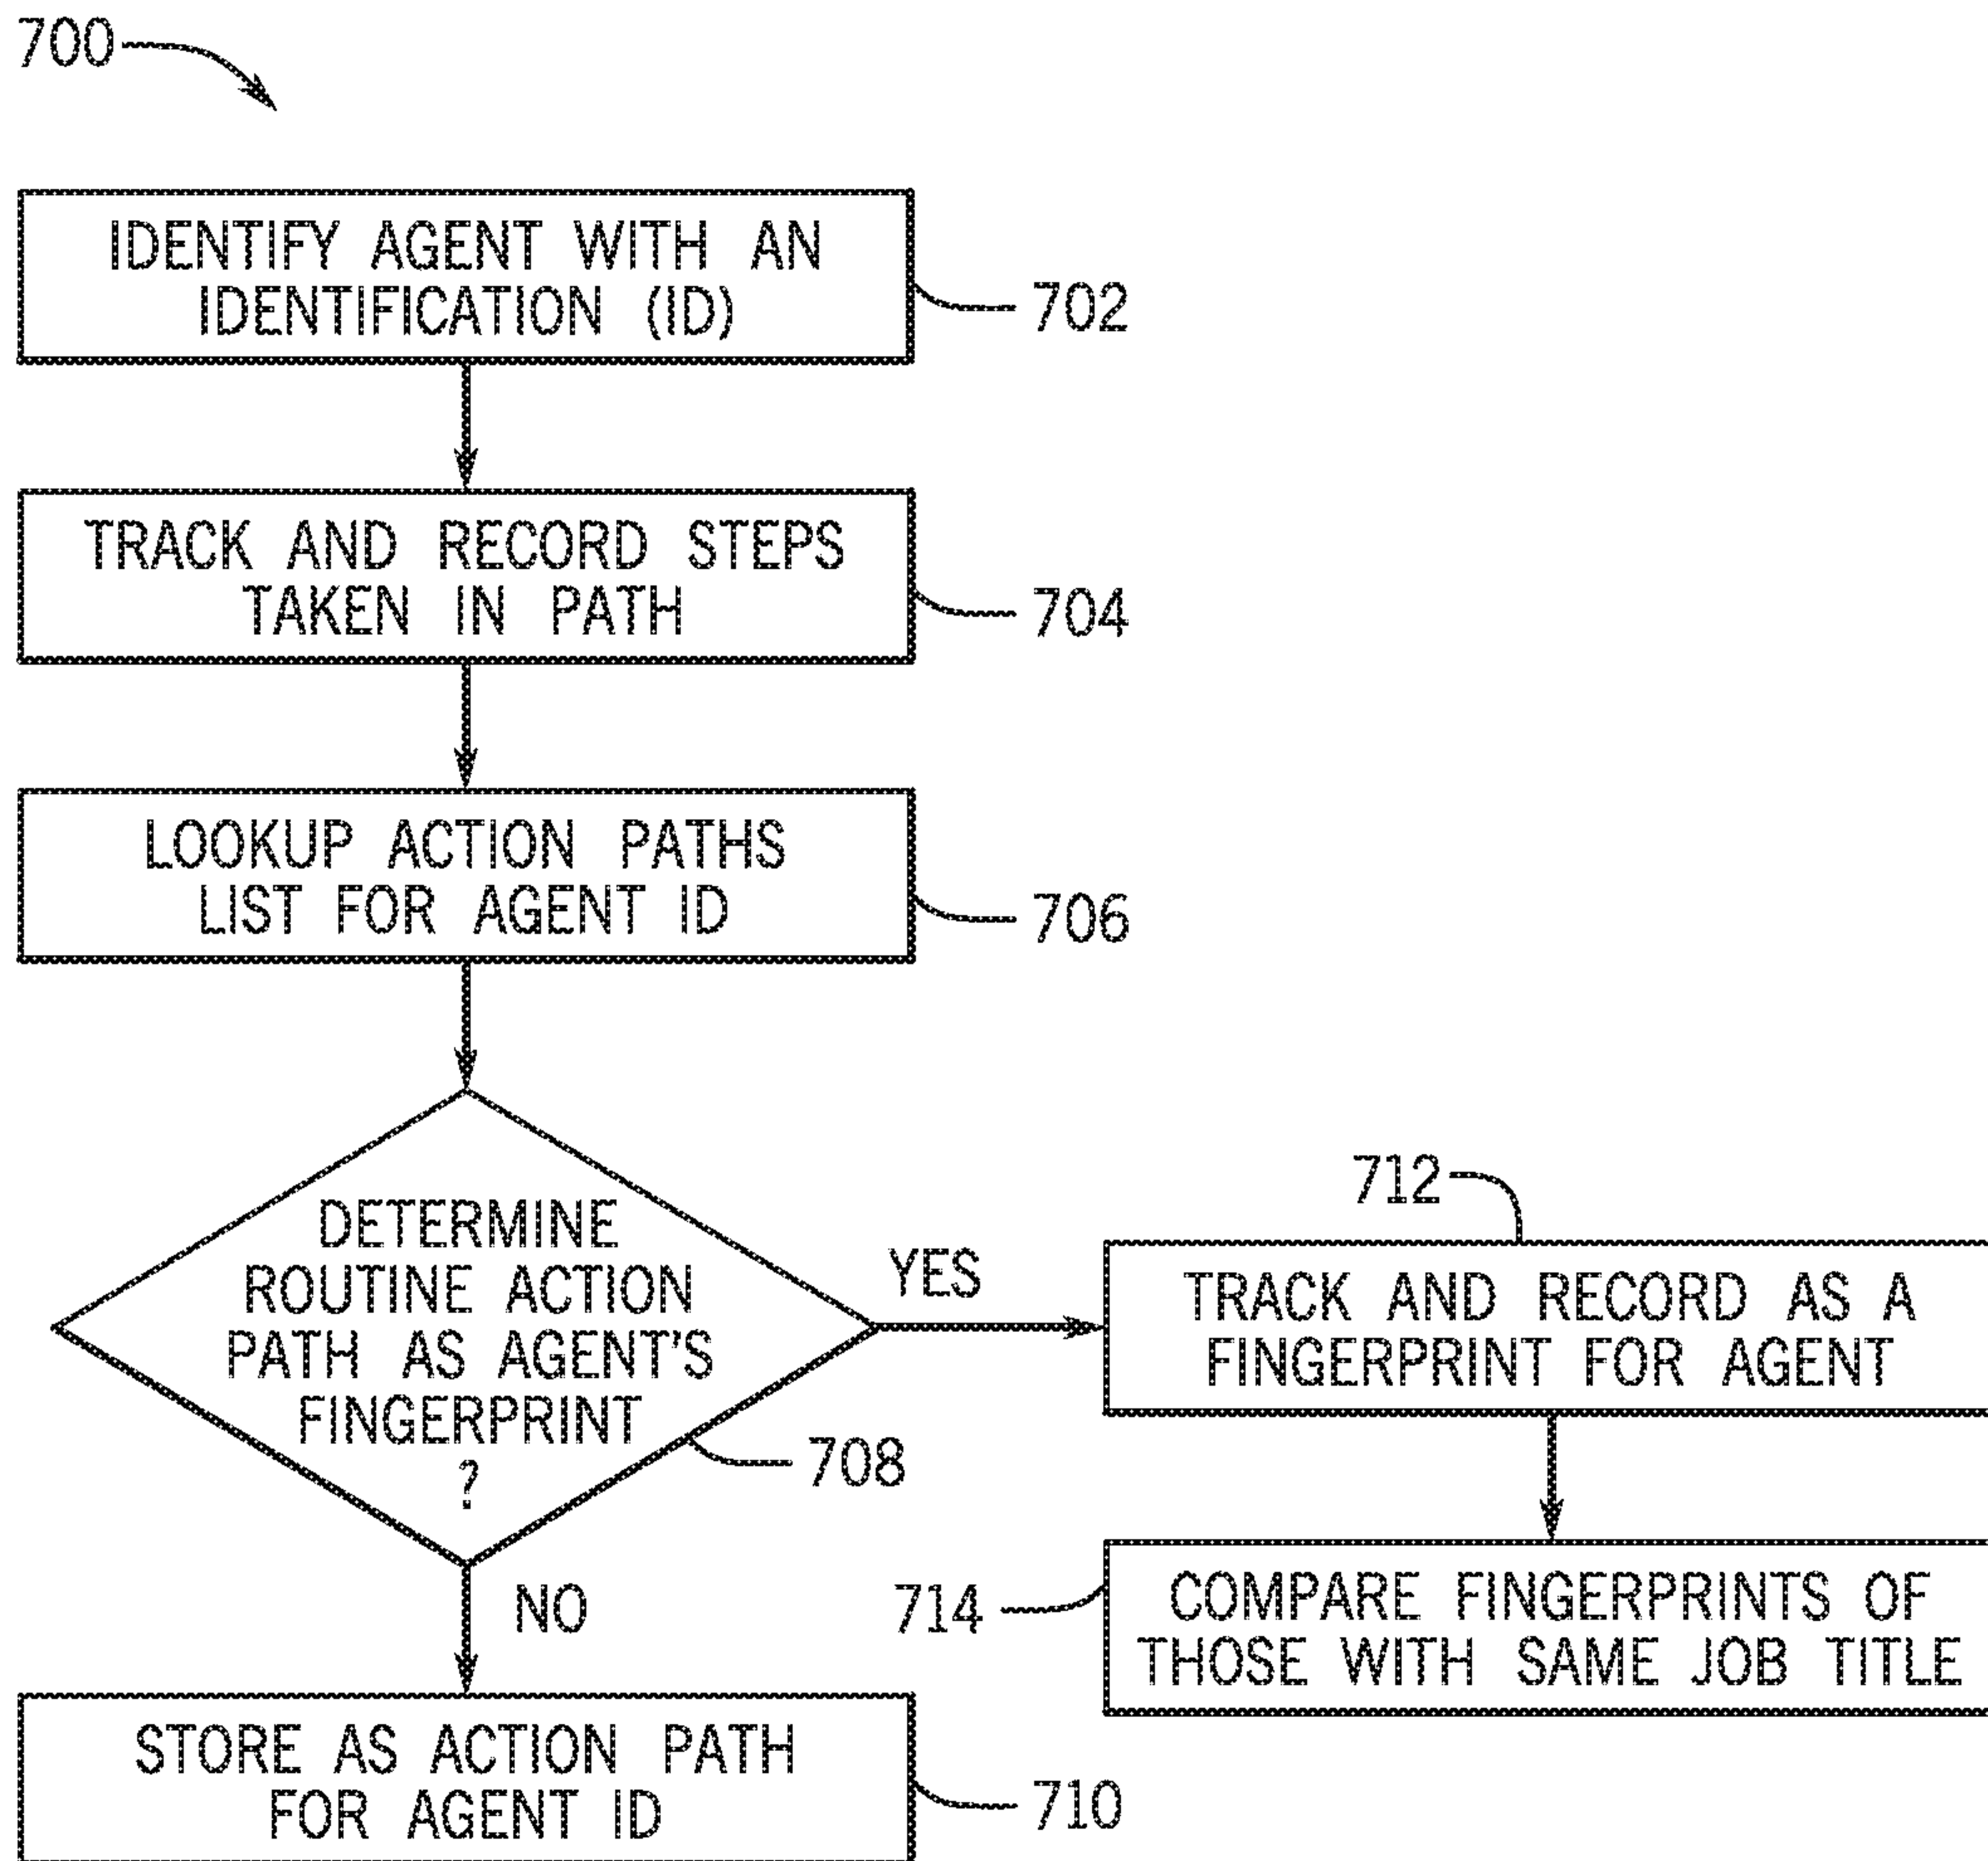 700
IDENTIFY AGENT WITH AN
IDENTIFICATION (ID)
702
TRACK AND RECORD STEPS
TAKEN IN PATH
704
LOOKUP ACTION PATHS
LIST FOR AGENT ID
706
DETERMINE
ROUTINE ACTION
PATH AS AGENT'S
FINGERPRINT
?
708
YES
712
TRACK AND RECORD AS A
FINGERPRINT FOR AGENT
714
COMPARE FINGERPRINTS OF
THOSE WITH SAME JOB TITLE
NO
STORE AS ACTION PATH
FOR AGENT ID
710